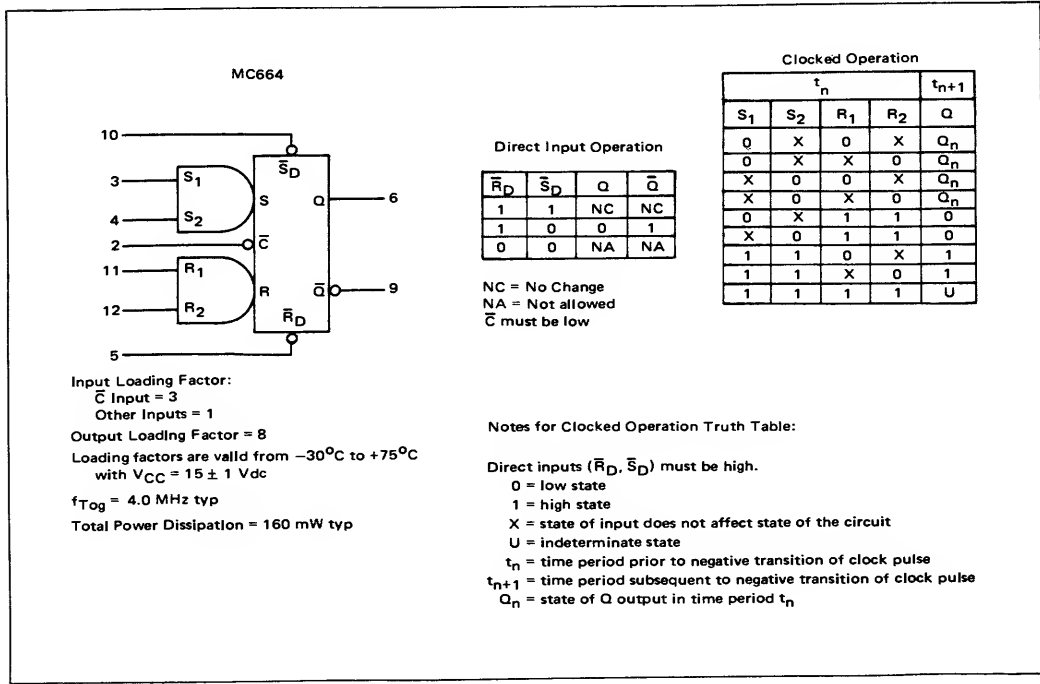 MC664
10
S̄D
3
S1
S Q
6
4
S2
2
C̄
11
R1
R Q̄
9
12
R2
R̄D
5
Input Loading Factor:
C̄ Input = 3
Other Inputs = 1
Output Loading Factor = 8
Loading factors are valid from −30°C to +75°C
with VCC = 15 ± 1 Vdc
fTog = 4.0 MHz typ
Total Power Dissipation = 160 mW typ
Direct Input Operation
R̄D S̄D Q Q̄
1 1 NC NC
1 0 0 1
0 0 NA NA
NC = No Change
NA = Not allowed
C̄ must be low
Clocked Operation
tn tn+1
S1 S2 R1 R2 Q
0 X 0 X Qn
0 X X 0 Qn
X 0 0 X Qn
X 0 X 0 Qn
0 X 1 1 0
X 0 1 1 0
1 1 0 X 1
1 1 X 0 1
1 1 1 1 U
Notes for Clocked Operation Truth Table:
Direct inputs (R̄D, S̄D) must be high.
0 = low state
1 = high state
X = state of input does not affect state of the circuit
U = indeterminate state
tn = time period prior to negative transition of clock pulse
tn+1 = time period subsequent to negative transition of clock pulse
Qn = state of Q output in time period tn